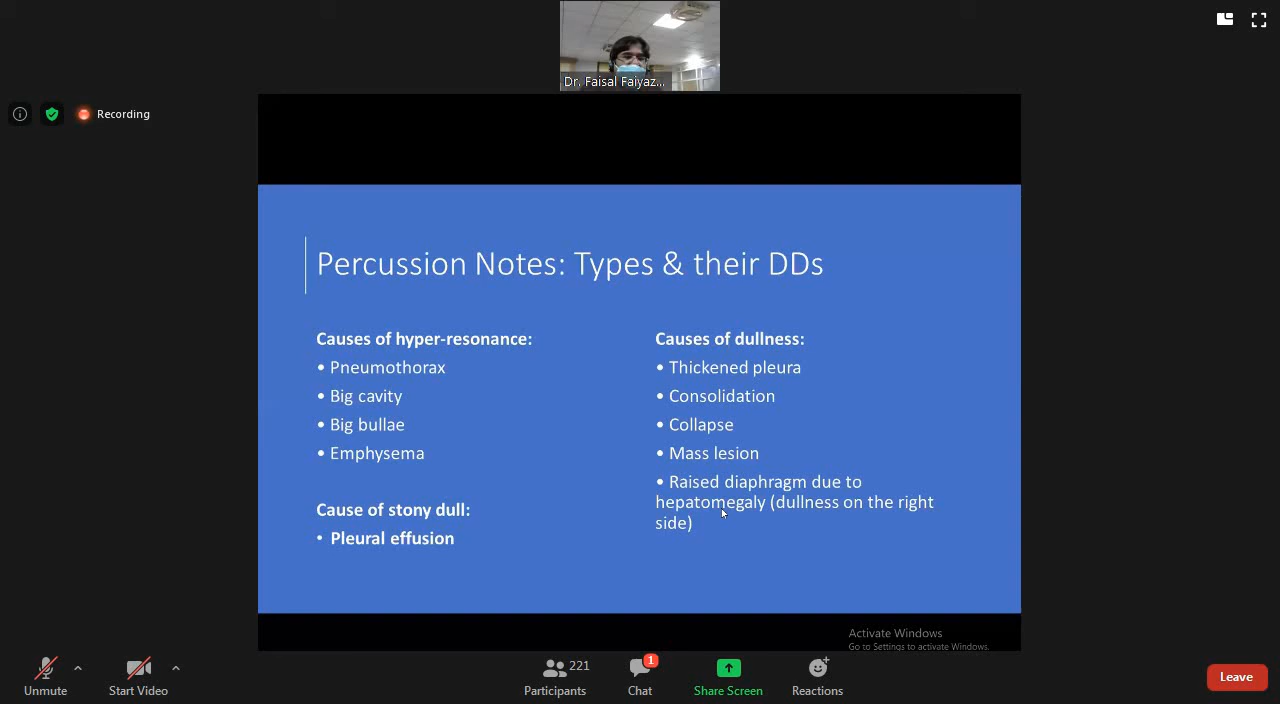 Dr. Faisal Faiyaz...
Recording
Percussion Notes: Types & their DDs
Causes of hyper-resonance:
• Pneumothorax
• Big cavity
• Big bullae
• Emphysema
Cause of stony dull:
• Pleural effusion
Causes of dullness:
• Thickened pleura
• Consolidation
• Collapse
• Mass lesion
• Raised diaphragm due to
hepatomegaly (dullness on the right
side)
Activate Windows
Go to Settings to activate Windows.
Unmute
Start Video
221
Participants
1
Chat
Share Screen
Reactions
Leave